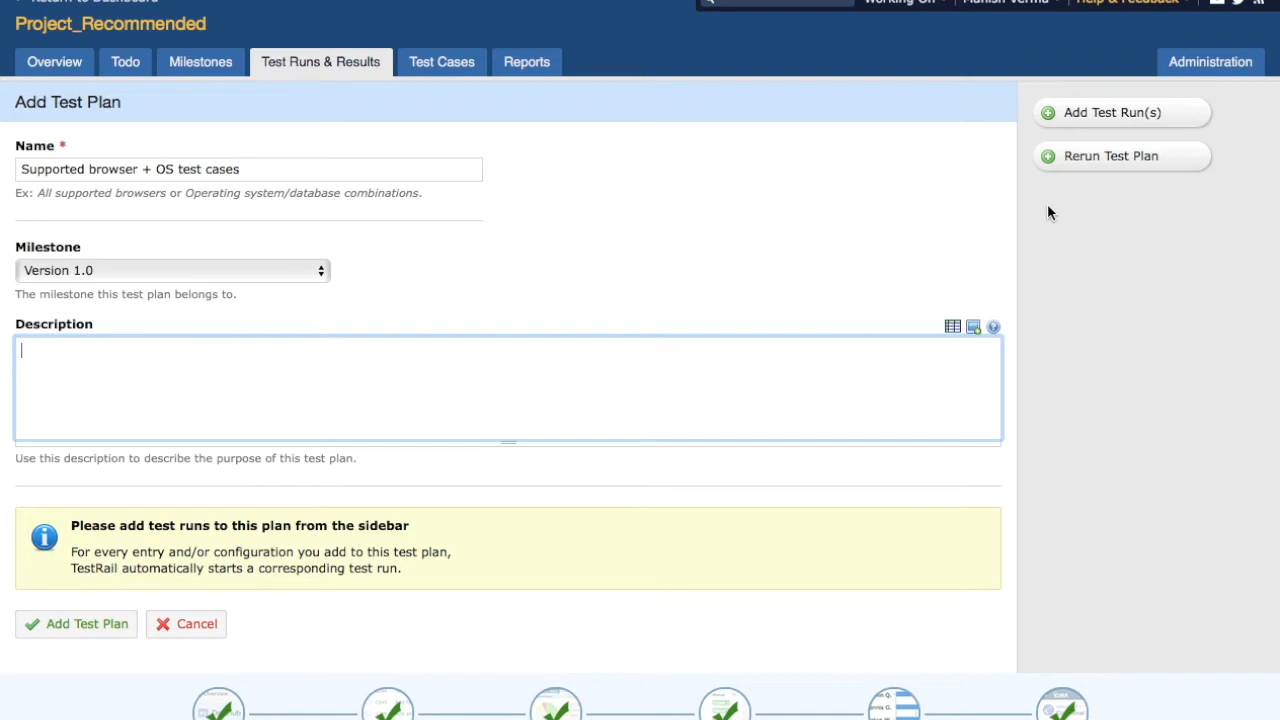 Return to Dashboard
Working On
Manish Verma
Help & Feedback
Project_Recommended
Overview
Todo
Milestones
Test Runs & Results
Test Cases
Reports
Administration
Add Test Plan
Add Test Run(s)
Rerun Test Plan
Name *
Supported browser + OS test cases
Ex: All supported browsers or Operating system/database combinations.
Milestone
Version 1.0
The milestone this test plan belongs to.
Description
Use this description to describe the purpose of this test plan.
Please add test runs to this plan from the sidebar
For every entry and/or configuration you add to this test plan,
TestRail automatically starts a corresponding test run.
Add Test Plan
Cancel